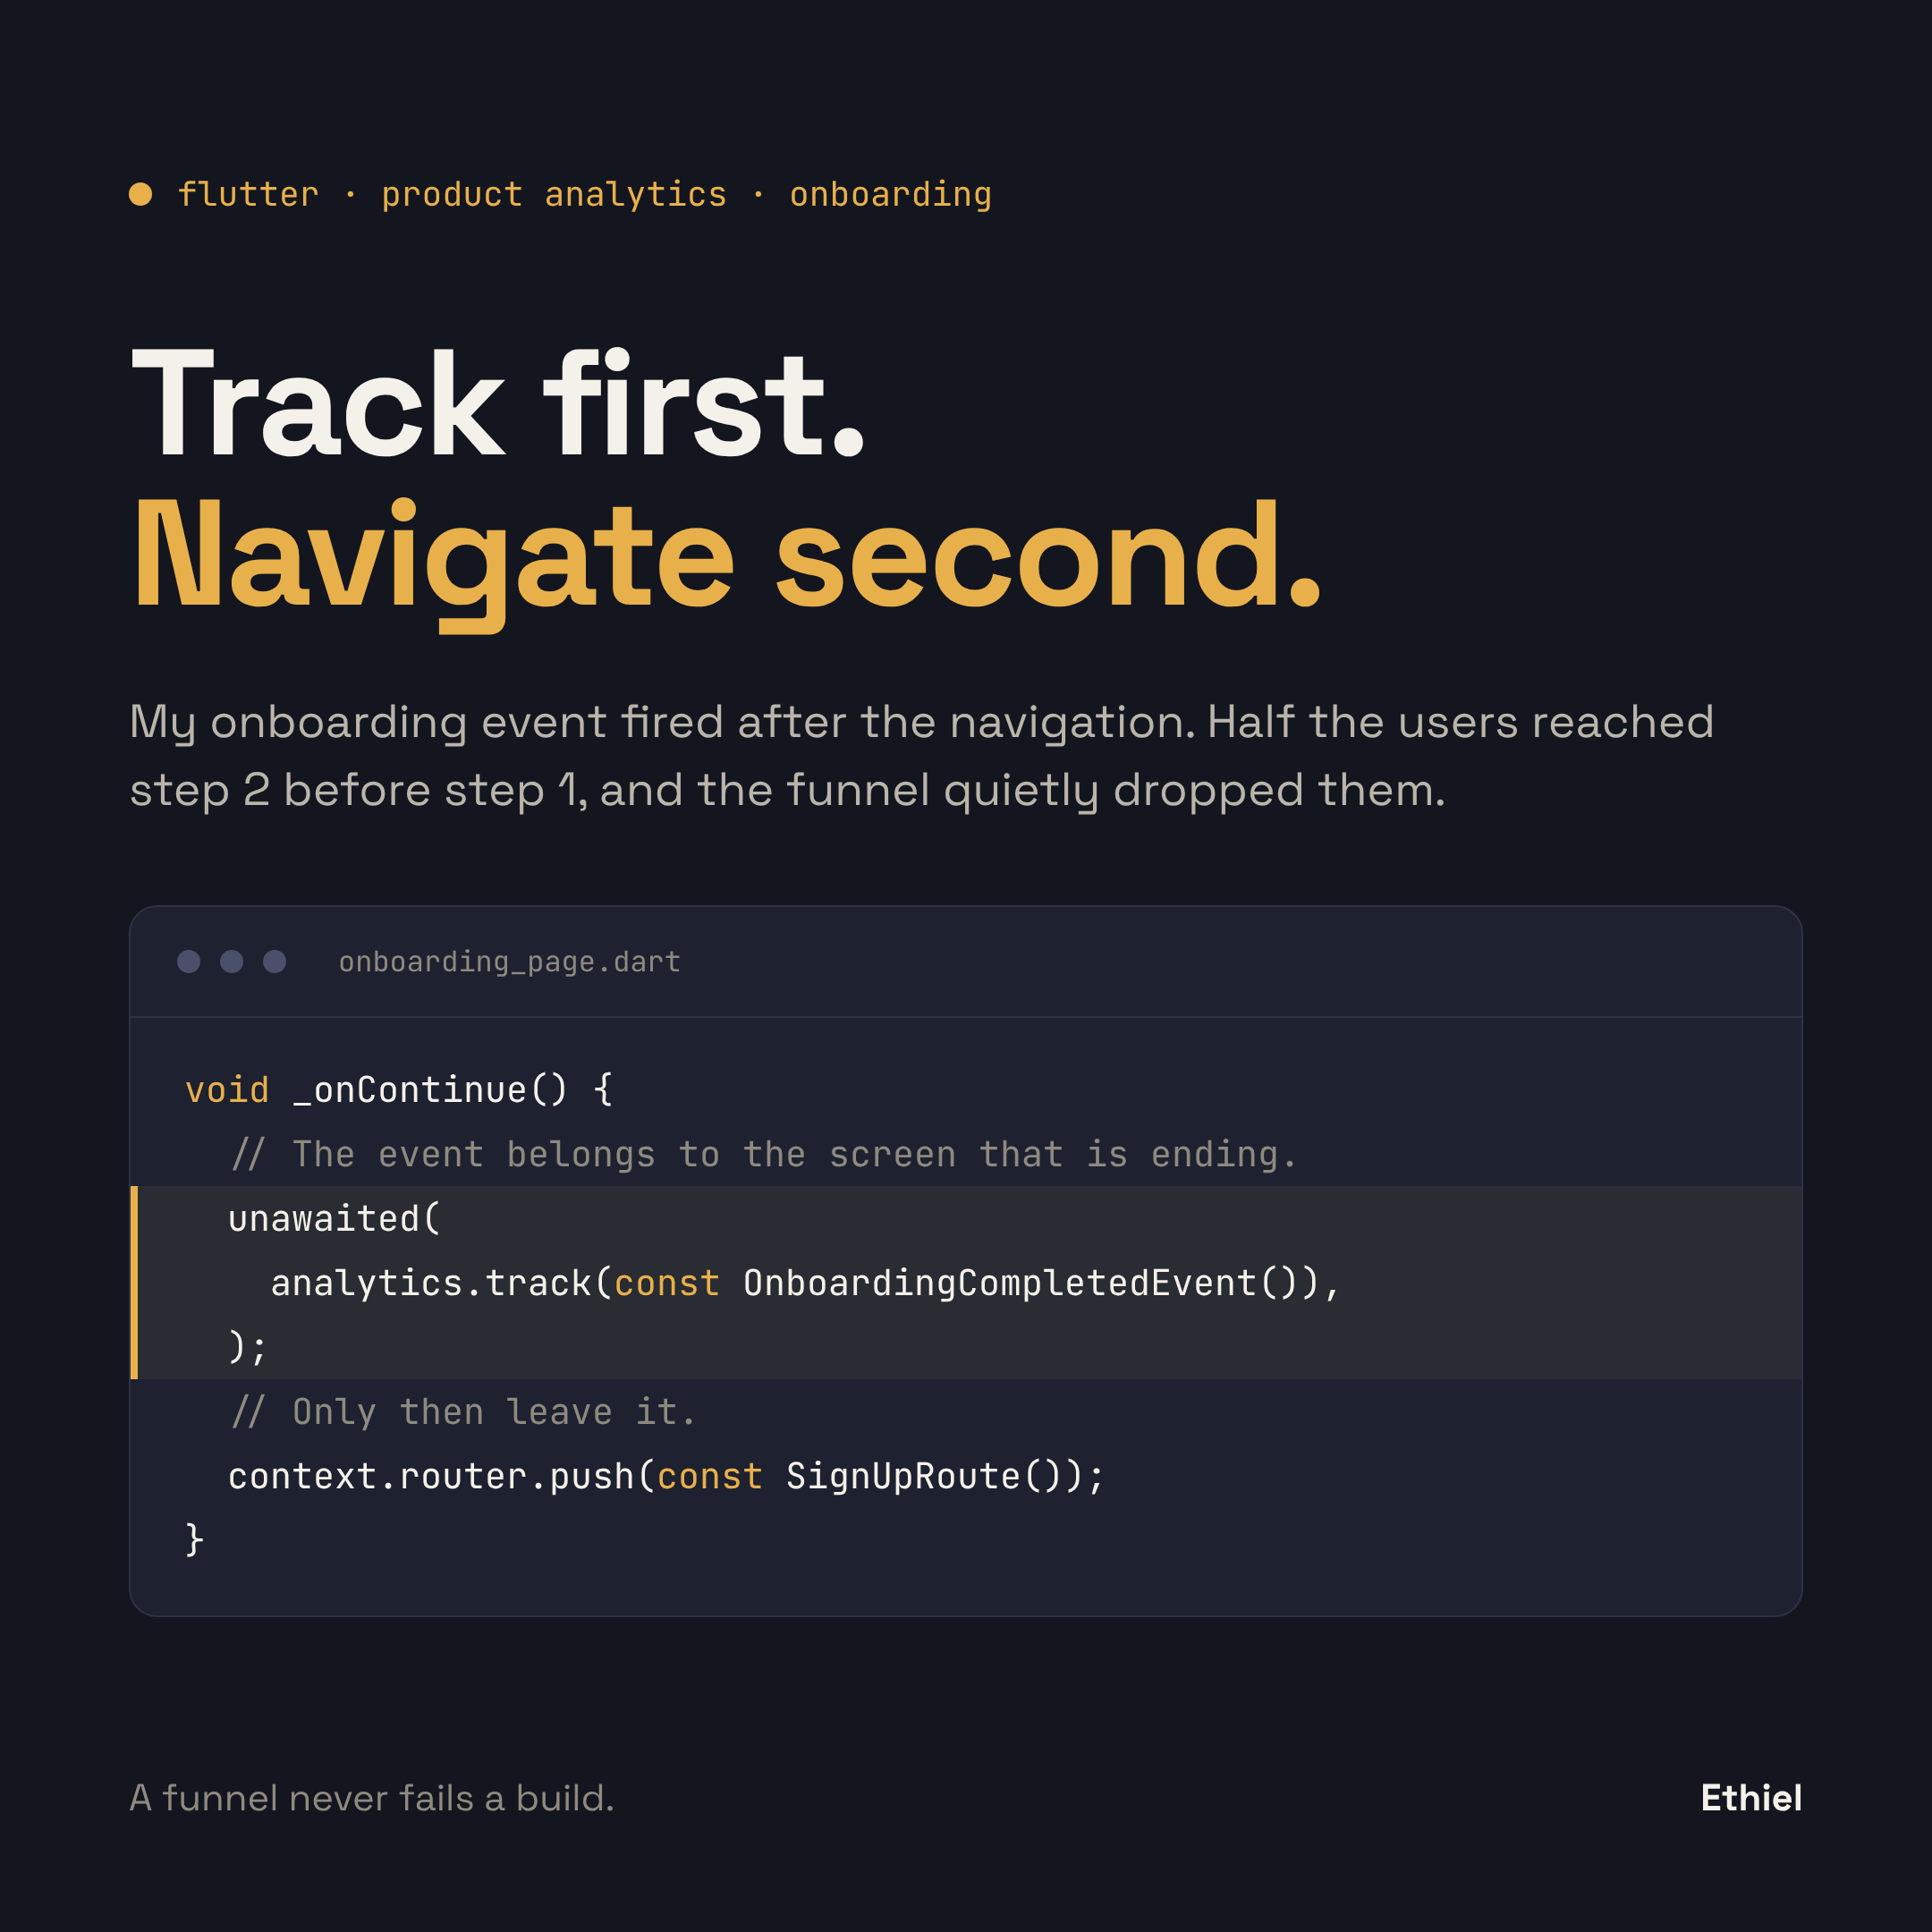 flutter · product analytics · onboarding
Track first.
Navigate second.
My onboarding event fired after the navigation. Half the users reached
step 2 before step 1, and the funnel quietly dropped them.
onboarding_page.dart
void _onContinue() {
  // The event belongs to the screen that is ending.
  unawaited(
    analytics.track(const OnboardingCompletedEvent()),
  );
  // Only then leave it.
  context.router.push(const SignUpRoute());
}
A funnel never fails a build.
Ethiel